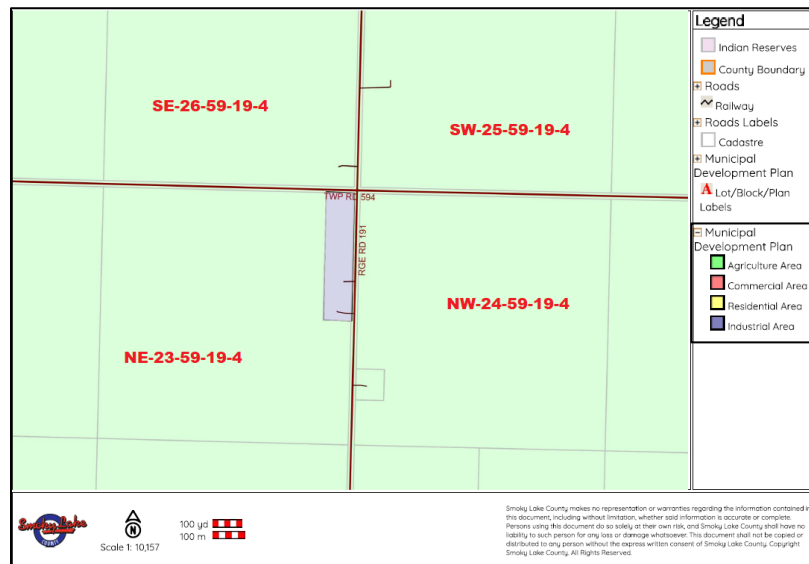 SE-26-59-19-4
SW-25-59-19-4
TWP RD 594
RGE RD 191
NW-24-59-19-4
NE-23-59-19-4
Legend
Indian Reserves
County Boundary
Roads
Railway
Roads Labels
Cadastre
Municipal
Development Plan
A Lot/Block/Plan
Labels
Municipal
Development Plan
Agriculture Area
Commercial Area
Residential Area
Industrial Area
Smoky Lake
COUNTY
N
Scale 1: 10,157
100 yd
100 m
Smoky Lake County makes no representation or warranties regarding the information contained in
this document, including without limitation, whether said information is accurate or complete.
Persons using this document do so solely at their own risk, and Smoky Lake County shall have no
liability to such person for any loss or damage whatsoever. This document shall not be copied or
distributed to any person without the express written consent of Smoky Lake County. Copyright
Smoky Lake County. All Rights Reserved.